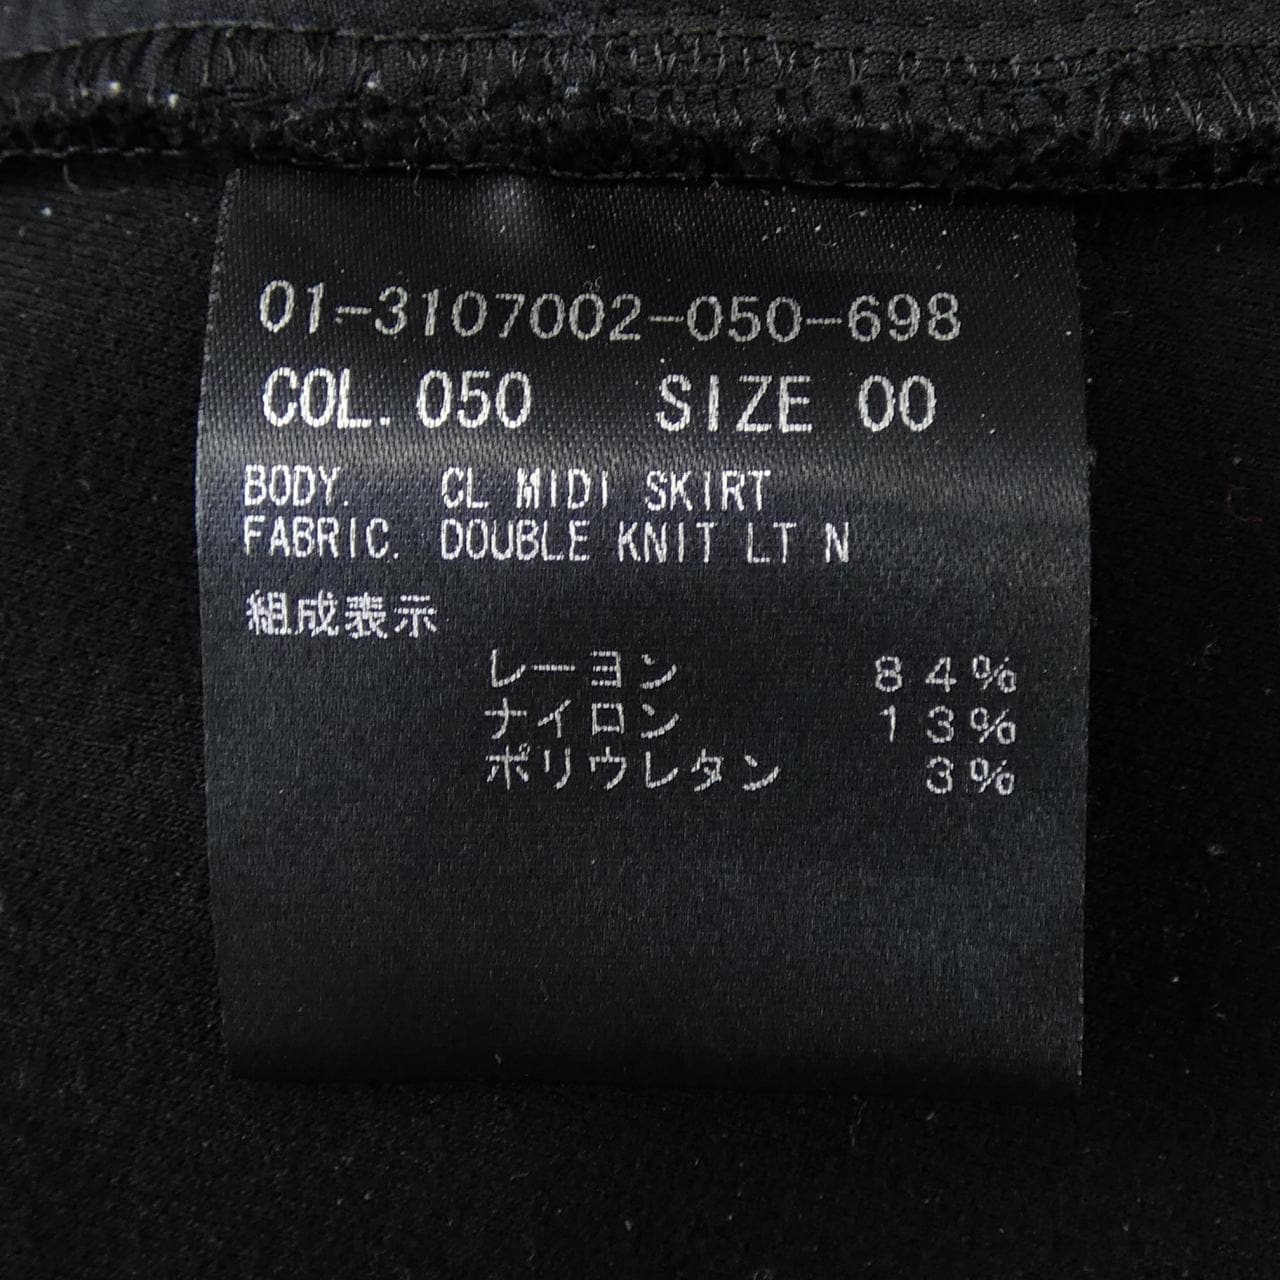 01-3107002-050-698
COL. 050 SIZE 00
BODY. CL MIDI SKIRT
FABRIC. DOUBLE KNIT LT N
組成表示
レーヨン 84%
ナイロン 13%
ポリウレタン 3%